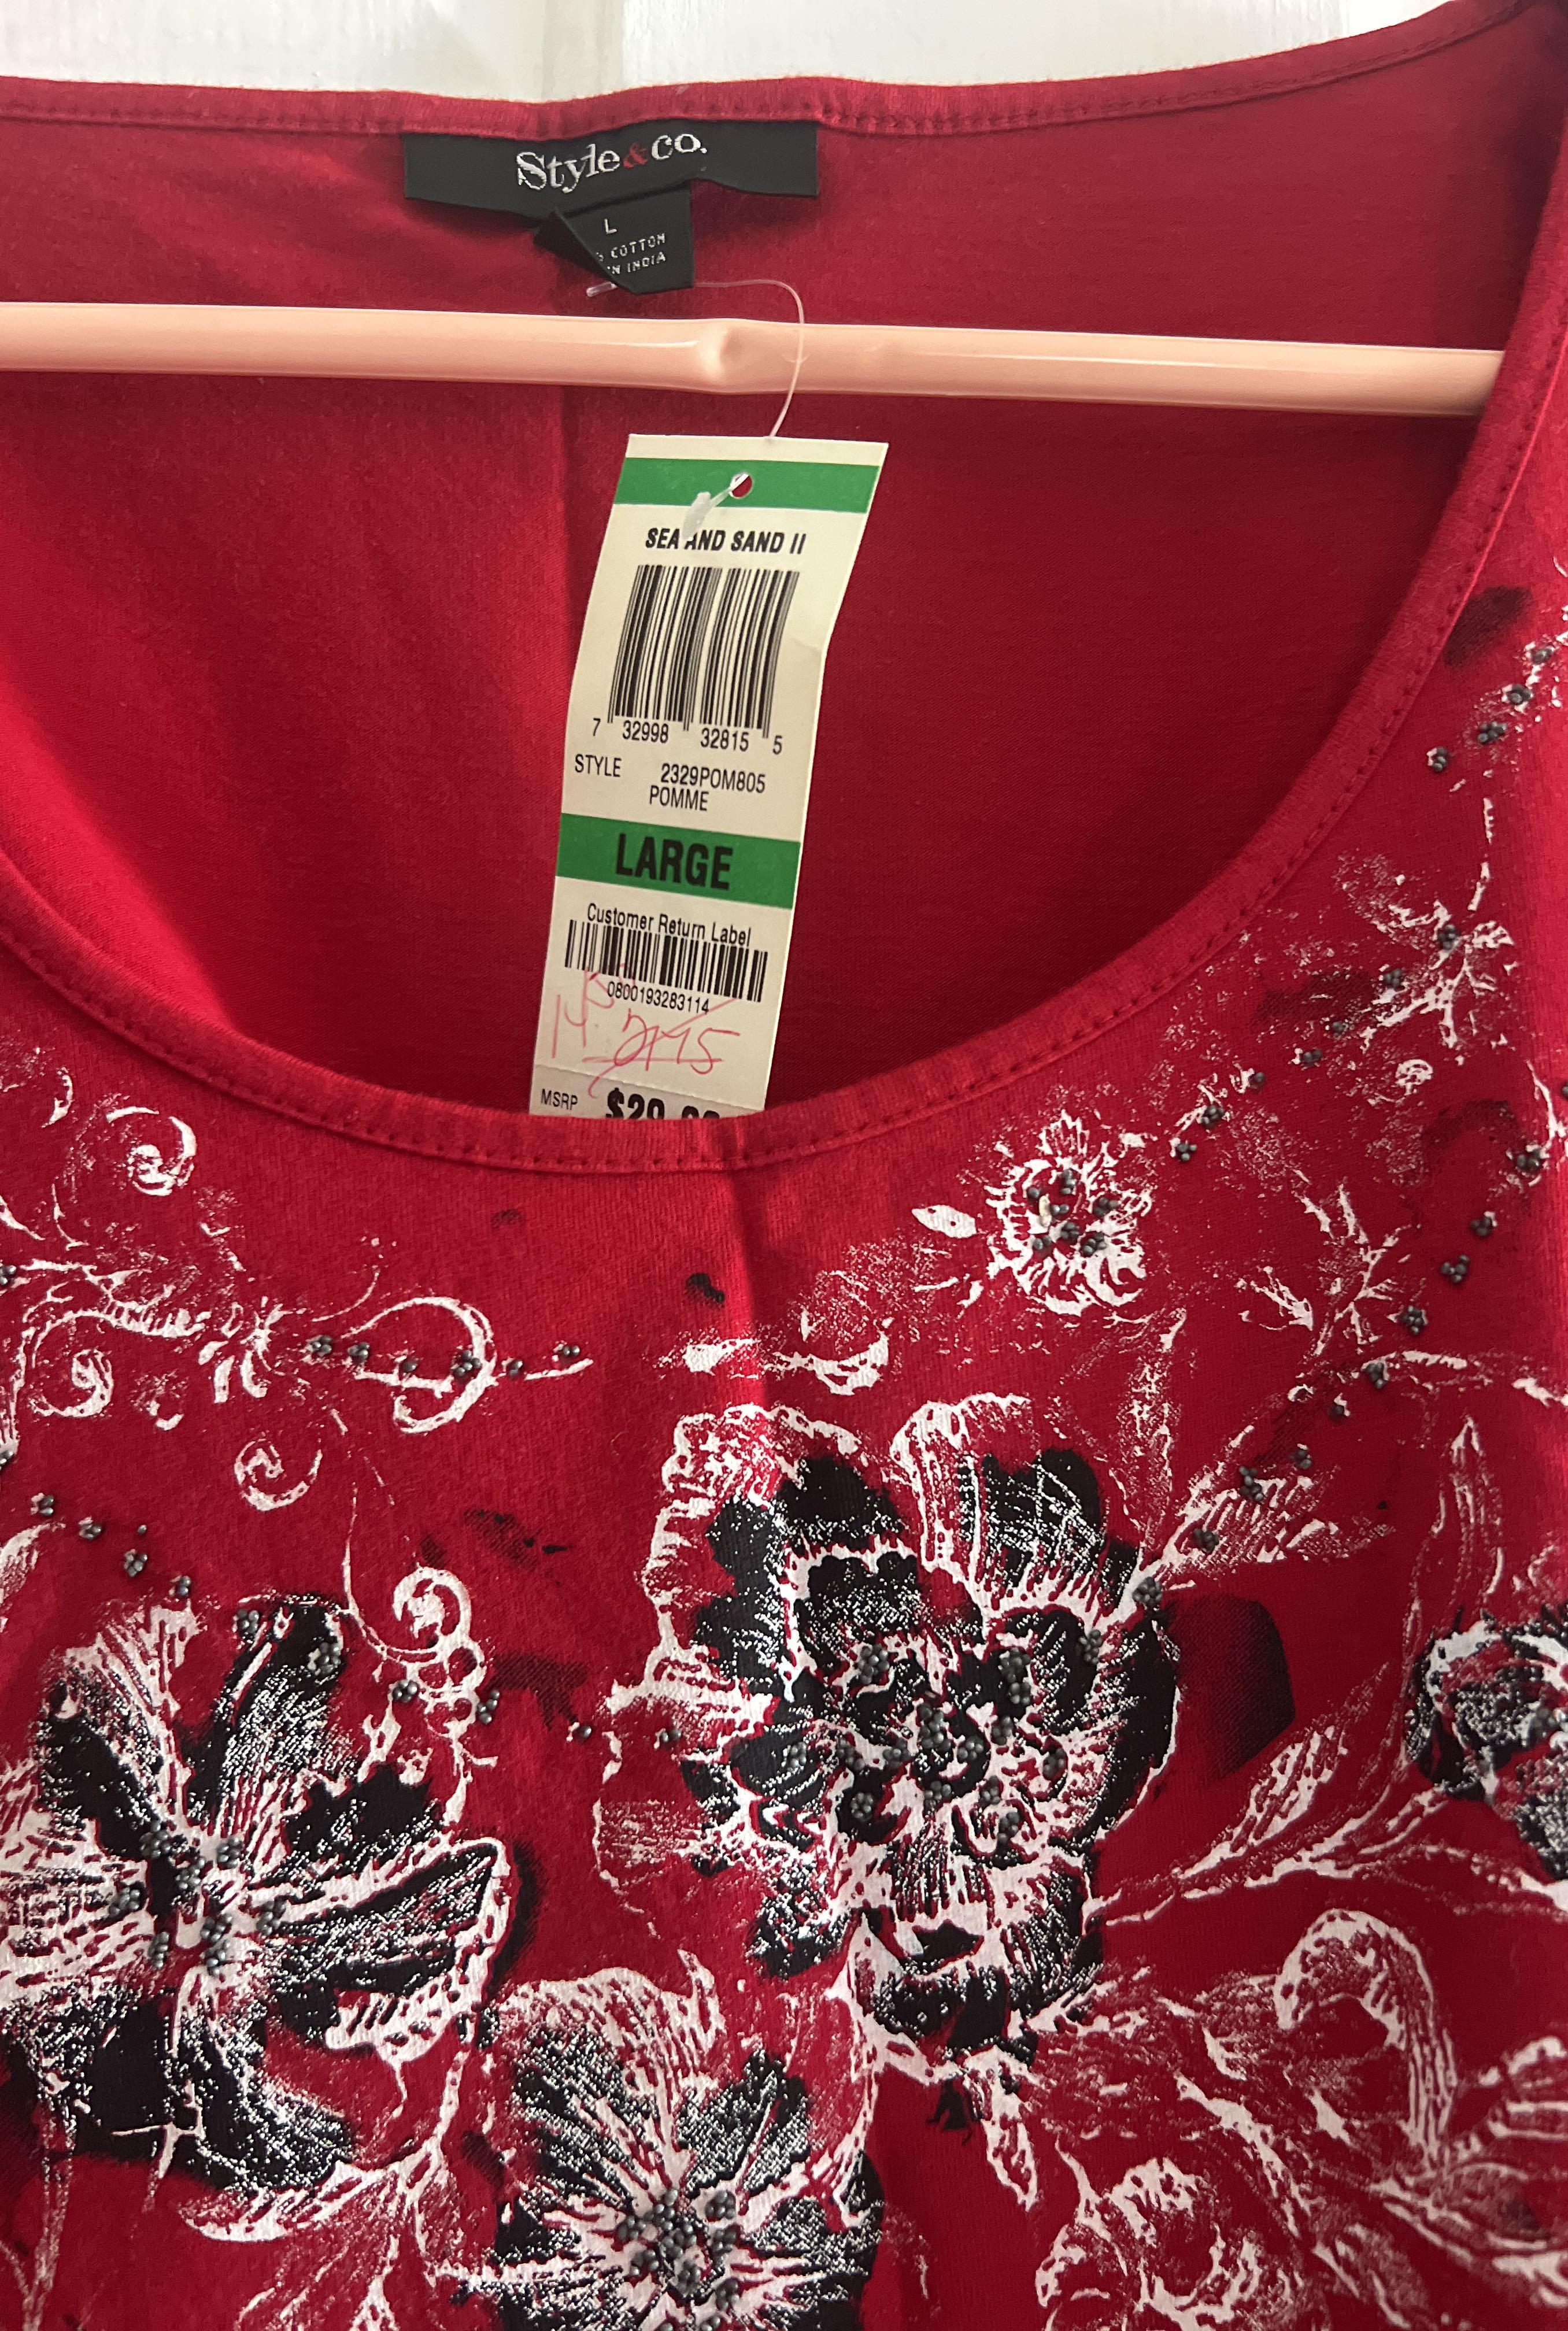 Style&co.
L
COTTON
IN INDIA
SEA AND SAND II
7 32998 32815 5
STYLE 2329POM805
POMME
LARGE
Customer Return Label
0800193283114
MSRP